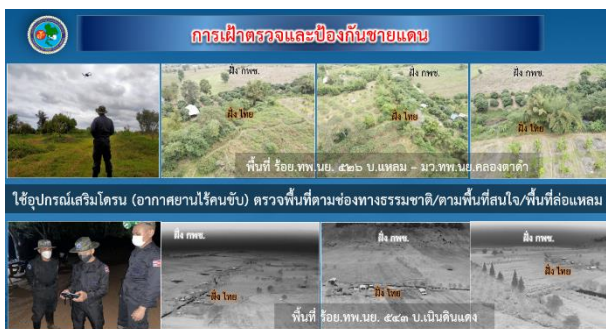 การเฝ้าตรวจและป้องกันชายแดน
ฝั่ง กพช.
ฝั่ง ไทย
ฝั่ง กพช.
ฝั่ง ไทย
ฝั่ง กพช.
ฝั่ง ไทย
พื้นที่ ร้อย.ทพ.นย. ๕๒๖ บ.แหลม – มว.ทพ.นย.คลองตาดำ
ใช้อุปกรณ์เสริมโดรน (อากาศยานไร้คนขับ) ตรวจพื้นที่ตามช่องทางธรรมชาติ/ตามพื้นที่สนใจ/พื้นที่ล่อแหลม
ฝั่ง กพช.
ฝั่ง ไทย
ฝั่ง กพช.
ฝั่ง ไทย
ฝั่ง กพช.
ฝั่ง ไทย
พื้นที่ ร้อย.ทพ.นย. ๕๔๓ บ.เนินดินแดง